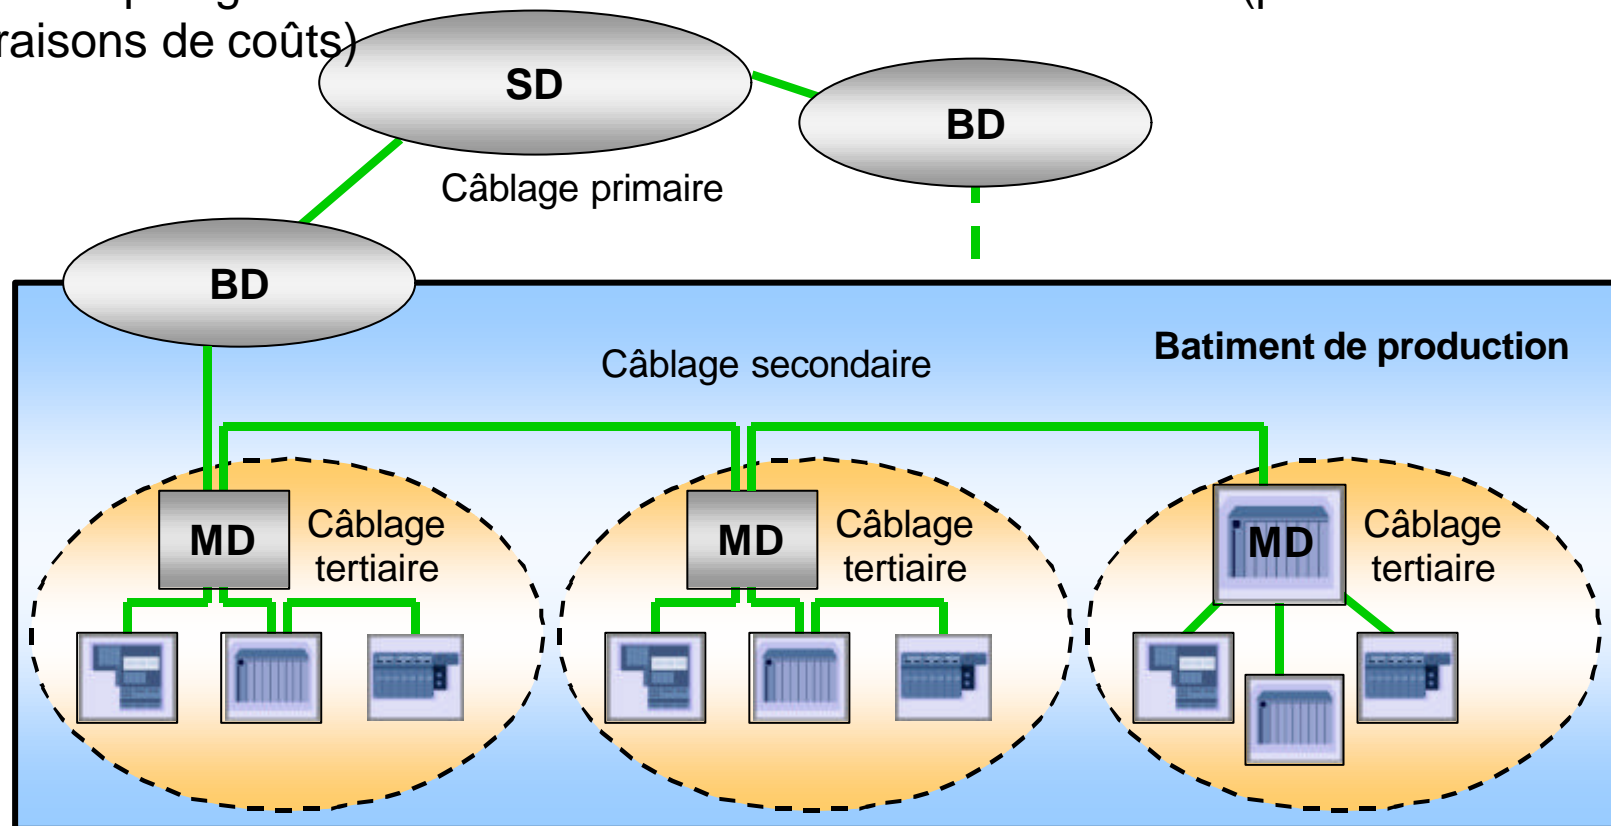 raisons de coûts)
SD
BD
Câblage primaire
BD
Batiment de production
Câblage secondaire
MD
Câblage
tertiaire
MD
Câblage
tertiaire
MD
Câblage
tertiaire